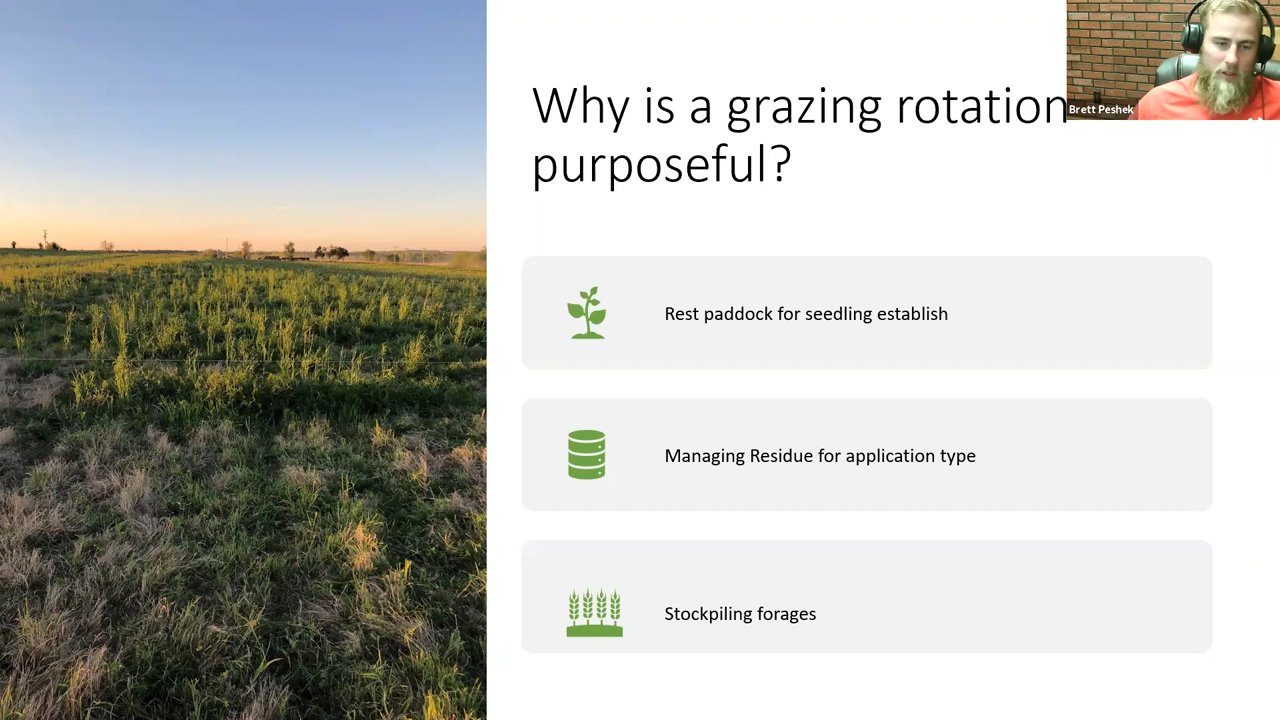 Why is a grazing rotation
purposeful?
Brett Peshek
Rest paddock for seedling establish
Managing Residue for application type
Stockpiling forages